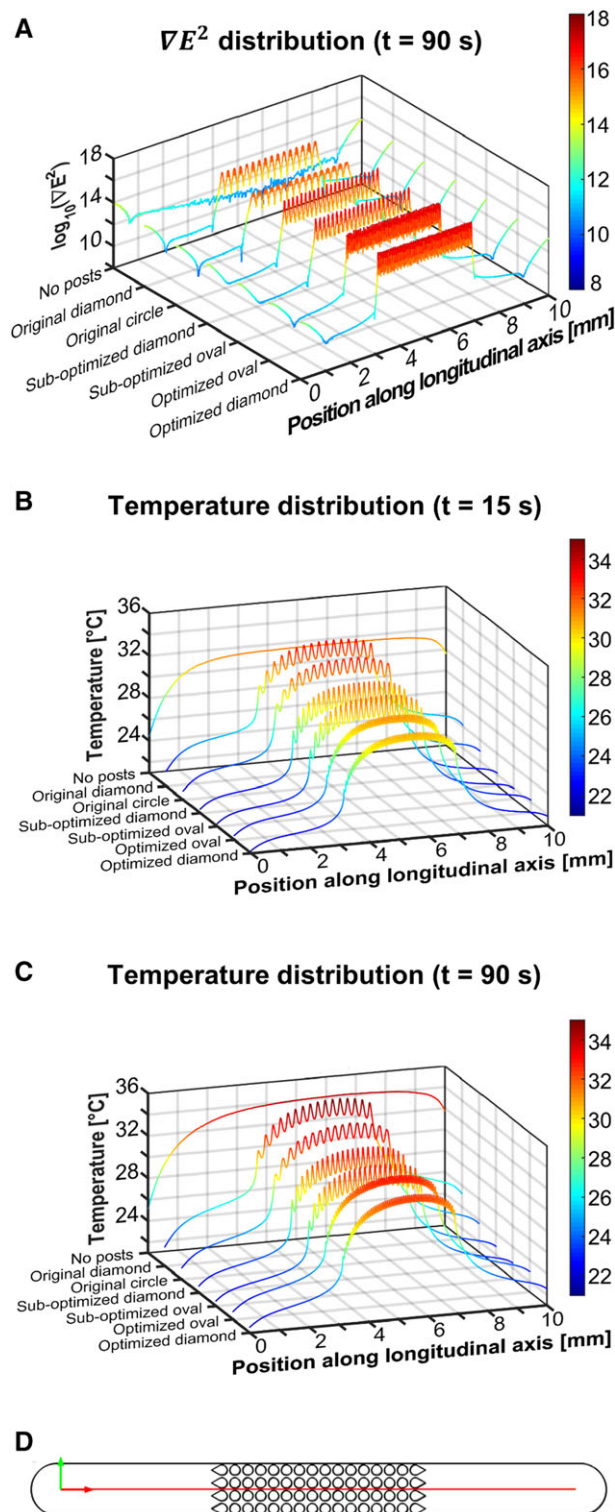 A
∇E² distribution (t = 90 s)
18
16
14
12
10
8
18
14
10
log₁₀(∇E²)
No posts
Original diamond
Original circle
Sub-optimized diamond
Sub-optimized oval
Optimized oval
Optimized diamond
0
2
4
6
8
10
Position along longitudinal axis [mm]
B
Temperature distribution (t = 15 s)
34
32
30
28
26
24
22
36
32
28
24
Temperature [°C]
No posts
Original diamond
Original circle
Sub-optimized diamond
Sub-optimized oval
Optimized oval
Optimized diamond
0
2
4
6
8
10
Position along longitudinal axis [mm]
C
Temperature distribution (t = 90 s)
34
32
30
28
26
24
22
36
32
28
24
Temperature [°C]
No posts
Original diamond
Original circle
Sub-optimized diamond
Sub-optimized oval
Optimized oval
Optimized diamond
0
2
4
6
8
10
Position along longitudinal axis [mm]
D